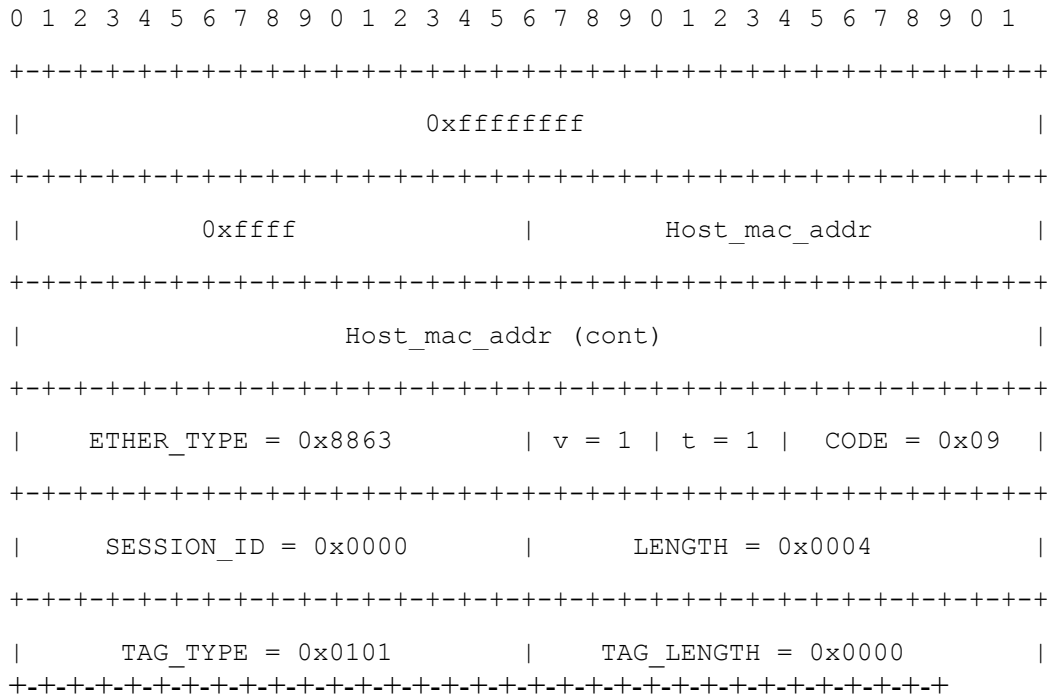 0 1 2 3 4 5 6 7 8 9 0 1 2 3 4 5 6 7 8 9 0 1 2 3 4 5 6 7 8 9 0 1
+-+-+-+-+-+-+-+-+-+-+-+-+-+-+-+-+-+-+-+-+-+-+-+-+-+-+-+-+-+-+-+-+
|                         0xffffffff                            |
+-+-+-+-+-+-+-+-+-+-+-+-+-+-+-+-+-+-+-+-+-+-+-+-+-+-+-+-+-+-+-+-+
|           0xffff              |        Host_mac_addr          |
+-+-+-+-+-+-+-+-+-+-+-+-+-+-+-+-+-+-+-+-+-+-+-+-+-+-+-+-+-+-+-+-+
|                    Host_mac_addr (cont)                       |
+-+-+-+-+-+-+-+-+-+-+-+-+-+-+-+-+-+-+-+-+-+-+-+-+-+-+-+-+-+-+-+-+
|    ETHER_TYPE = 0x8863        | v = 1 | t = 1 |  CODE = 0x09  |
+-+-+-+-+-+-+-+-+-+-+-+-+-+-+-+-+-+-+-+-+-+-+-+-+-+-+-+-+-+-+-+-+
|     SESSION_ID = 0x0000       |      LENGTH = 0x0004          |
+-+-+-+-+-+-+-+-+-+-+-+-+-+-+-+-+-+-+-+-+-+-+-+-+-+-+-+-+-+-+-+-+
|      TAG_TYPE = 0x0101        |    TAG_LENGTH = 0x0000        |
+-+-+-+-+-+-+-+-+-+-+-+-+-+-+-+-+-+-+-+-+-+-+-+-+-+-+-+-+-+-+-+-+